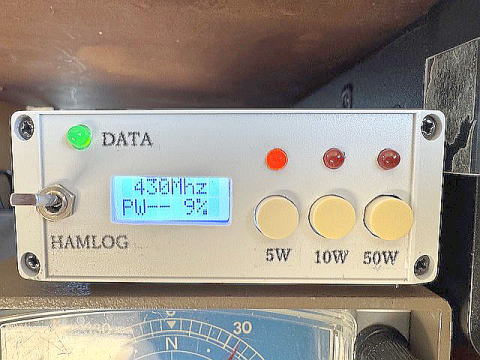 DATA
430Mhz
PW-- 9%
HAMLOG
5W 10W 50W
30
N